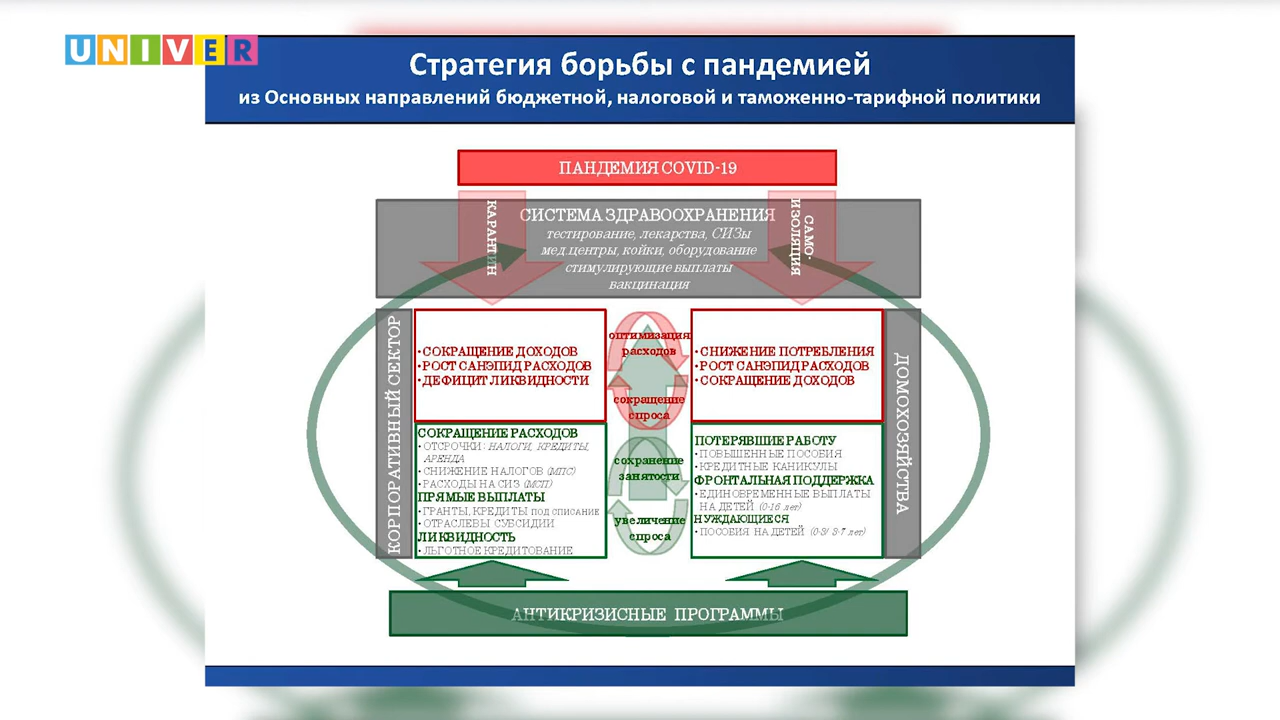 UNIVER
Стратегия борьбы с пандемией
из Основных направлений бюджетной, налоговой и таможенно-тарифной политики
ПАНДЕМИЯ COVID-19
КАРАНТИН
СИСТЕМА ЗДРАВООХРАНЕНИЯ
тестирование, лекарства, СИЗы
мед.центры, койки, оборудование
стимулирующие выплаты
вакцинация
САМО-
ИЗОЛЯЦИЯ
КОРПОРАТИВНЫЙ СЕКТОР
•СОКРАЩЕНИЕ ДОХОДОВ
•РОСТ САНЭПИД РАСХОДОВ
•ДЕФИЦИТ ЛИКВИДНОСТИ
СОКРАЩЕНИЕ РАСХОДОВ
•ОТСРОЧКИ: НАЛОГИ, КРЕДИТЫ,
АРЕНДА
•СНИЖЕНИЕ НАЛОГОВ (МПС)
•РАСХОДЫ НА СИЗ (МСП)
ПРЯМЫЕ ВЫПЛАТЫ
•ГРАНТЫ, КРЕДИТЫ под списание
•ОТРАСЛЕВЫ СУБСИДИИ
ЛИКВИДНОСТЬ
•ЛЬГОТНОЕ КРЕДИТОВАНИЕ
оптимизация
расходов
сокращение
спроса
сохранение
занятости
увеличение
спроса
•СНИЖЕНИЕ ПОТРЕБЛЕНИЯ
•РОСТ САНЭПИД РАСХОДОВ
•СОКРАЩЕНИЕ ДОХОДОВ
ПОТЕРЯВШИЕ РАБОТУ
•ПОВЫШЕННЫЕ ПОСОБИЯ
•КРЕДИТНЫЕ КАНИКУЛЫ
ФРОНТАЛЬНАЯ ПОДДЕРЖКА
•ЕДИНОВРЕМЕННЫЕ ВЫПЛАТЫ
НА ДЕТЕЙ (0-16 лет)
НУЖДАЮЩИЕСЯ
•ПОСОБИЯ НА ДЕТЕЙ (0-3/ 3-7 лет)
ДОМОХОЗЯЙСТВА
АНТИКРИЗИСНЫЕ ПРОГРАММЫ